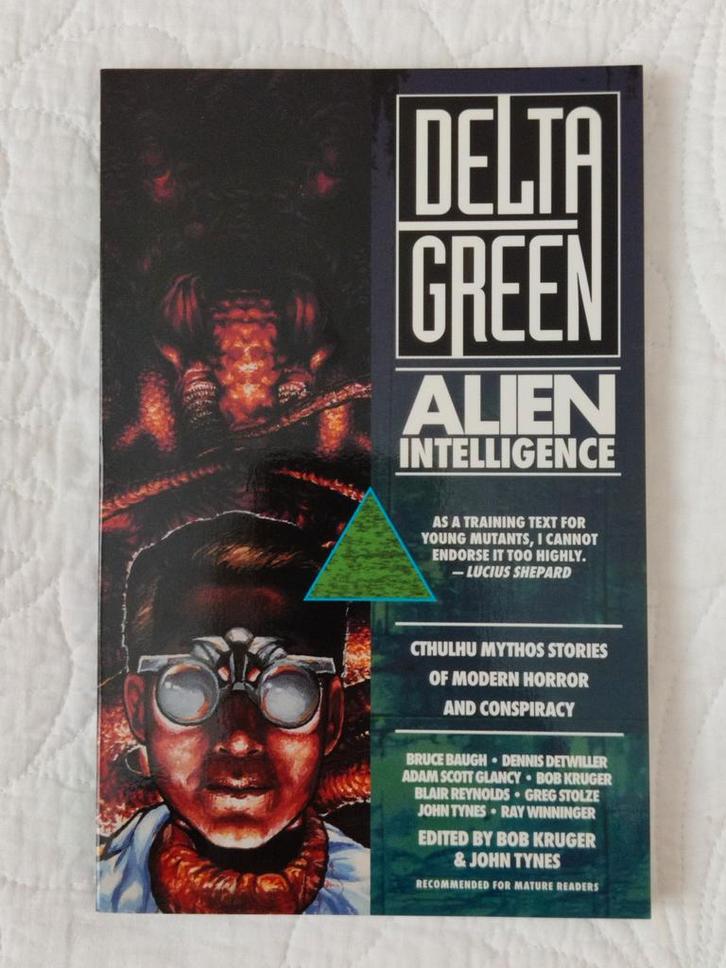 DELTA
GREEN
ALIEN
INTELLIGENCE
AS A TRAINING TEXT FOR
YOUNG MUTANTS, I CANNOT
ENDORSE IT TOO HIGHLY.
— LUCIUS SHEPARD
CTHULHU MYTHOS STORIES
OF MODERN HORROR
AND CONSPIRACY
BRUCE BAUGH • DENNIS DETWILLER
ADAM SCOTT GLANCY • BOB KRUGER
BLAIR REYNOLDS • GREG STOLZE
JOHN TYNES • RAY WINNINGER
EDITED BY BOB KRUGER
& JOHN TYNES
RECOMMENDED FOR MATURE READERS